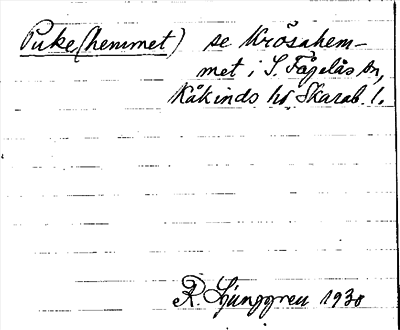 Puke(hemmet) se Krösahem-
met i S. Fågelås sn,
Kåkinds hd, Skarab. l.
R. Ljunggren 1930